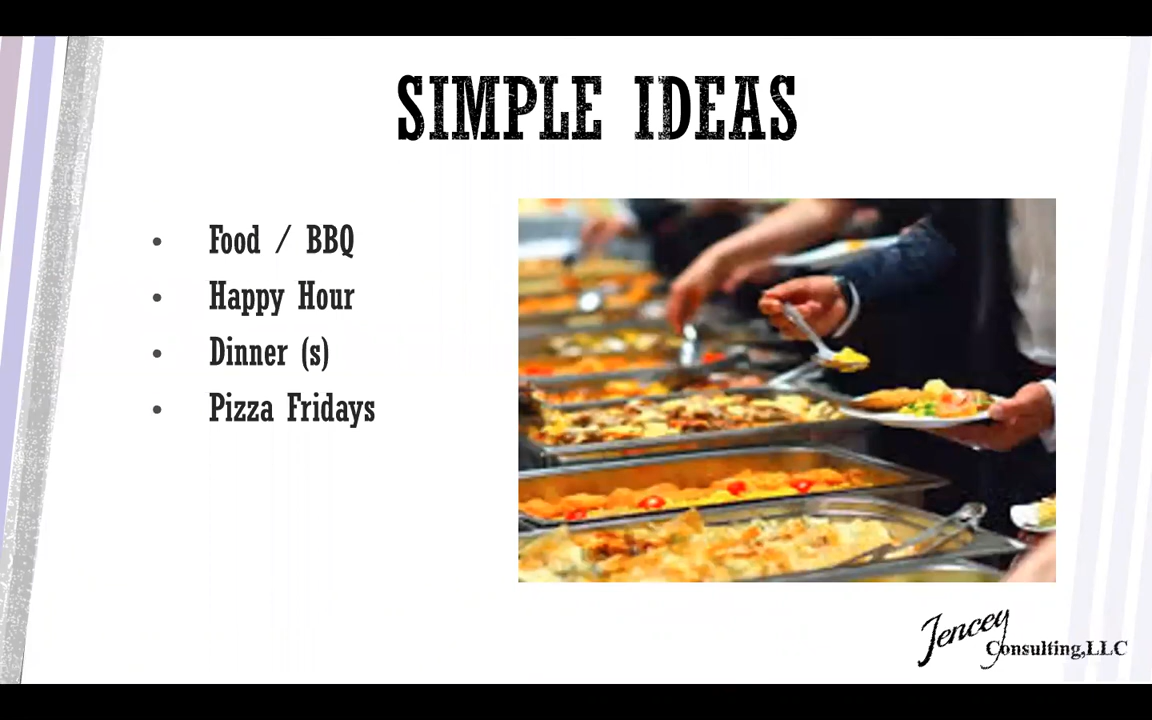 SIMPLE IDEAS
• Food / BBQ
• Happy Hour
• Dinner (s)
• Pizza Fridays
Jencey
Consulting,LLC